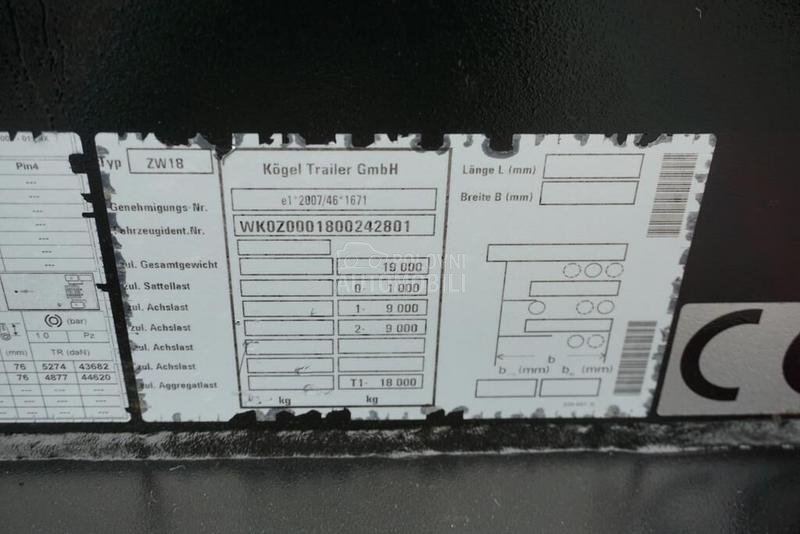 Pin4
(bar)
1 0 Pz
(mm) TR (daN)
76 5274 43682
76 4877 44620
Typ ZW18
Kögel Trailer GmbH
Genehmigungs-Nr. e1*2007/46*1671
Fahrzeugident.Nr. WK0Z0001800242801
zul. Gesamtgewicht 19 000
zul. Sattellast 0- 1 000
zul. Achslast 1- 9 000
zul. Achslast 2- 9 000
zul. Achslast
zul. Achslast
zul. Aggregatlast T1- 18 000
kg kg
Länge L (mm)
Breite B (mm)
b
b (mm) b (mm)
AUTOMOBILI
C